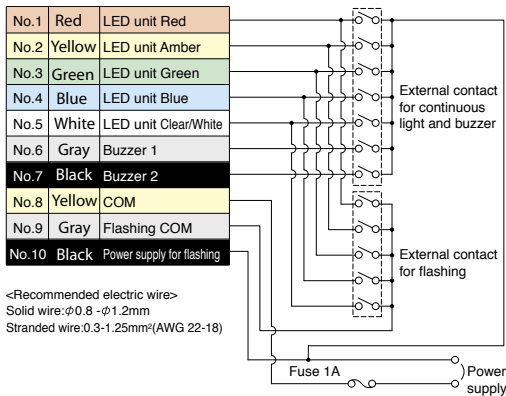 No.1 Red LED unit Red
No.2 Yellow LED unit Amber
No.3 Green LED unit Green
No.4 Blue LED unit Blue
No.5 White LED unit Clear/White
No.6 Gray Buzzer 1
No.7 Black Buzzer 2
No.8 Yellow COM
No.9 Gray Flashing COM
No.10 Black Power supply for flashing
External contact
for continuous
light and buzzer
External contact
for flashing
<Recommended electric wire>
Solid wire:φ0.8 -φ1.2mm
Stranded wire:0.3-1.25mm²(AWG 22-18)
Fuse 1A
Power
supply